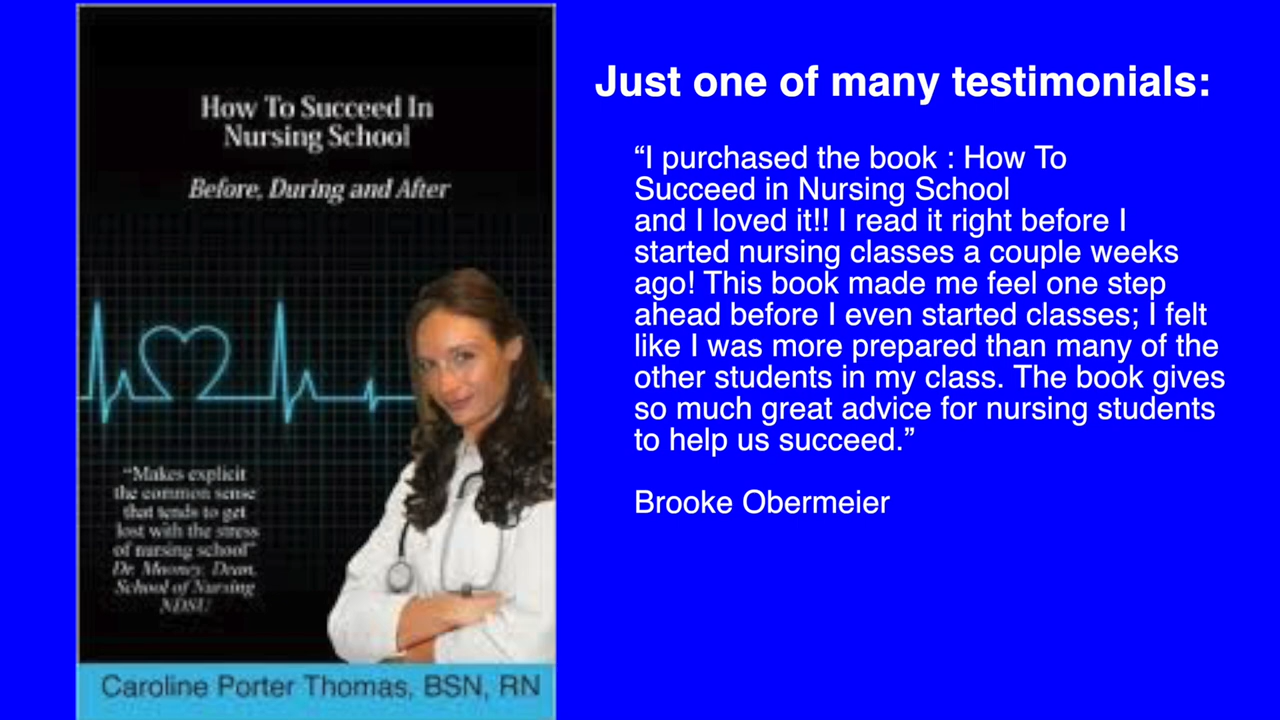 How To Succeed In
Nursing School
Before, During and After
"Makes explicit
the common sense
that tends to get
lost with the stress
of nursing school"
Dr. Mooney, Dean,
School of Nursing
NDSU
Caroline Porter Thomas, BSN, RN
Just one of many testimonials:
“I purchased the book : How To
Succeed in Nursing School
and I loved it!! I read it right before I
started nursing classes a couple weeks
ago! This book made me feel one step
ahead before I even started classes; I felt
like I was more prepared than many of the
other students in my class. The book gives
so much great advice for nursing students
to help us succeed.”
Brooke Obermeier